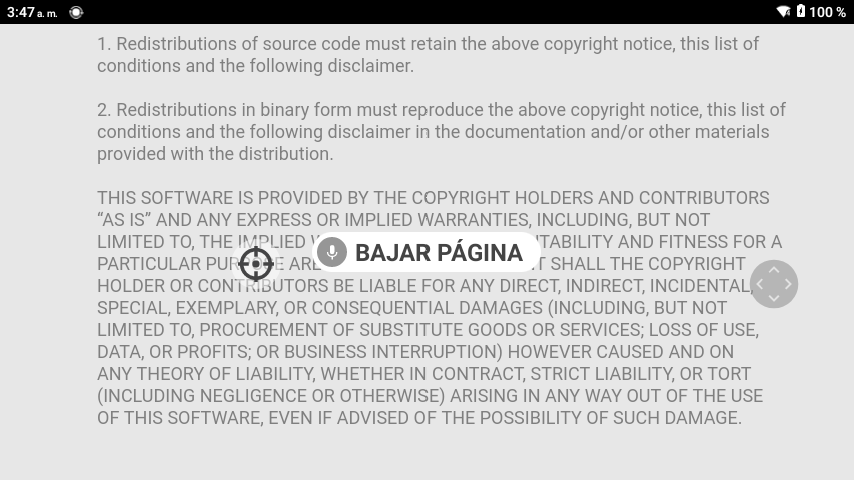 3:47 a. m. 100 %
1. Redistributions of source code must retain the above copyright notice, this list of
conditions and the following disclaimer.
2. Redistributions in binary form must reproduce the above copyright notice, this list of
conditions and the following disclaimer in the documentation and/or other materials
provided with the distribution.
THIS SOFTWARE IS PROVIDED BY THE COPYRIGHT HOLDERS AND CONTRIBUTORS
“AS IS” AND ANY EXPRESS OR IMPLIED WARRANTIES, INCLUDING, BUT NOT
LIMITED TO, THE IMPLIED TABILITY AND FITNESS FOR A
BAJAR PÁGINA
PARTICULAR ARE SHALL THE COPYRIGHT
HOLDER OR CONTRIBUTORS BE LIABLE FOR ANY DIRECT, INDIRECT, INCIDENTAL,
SPECIAL, EXEMPLARY, OR CONSEQUENTIAL DAMAGES (INCLUDING, BUT NOT
LIMITED TO, PROCUREMENT OF SUBSTITUTE GOODS OR SERVICES; LOSS OF USE,
DATA, OR PROFITS; OR BUSINESS INTERRUPTION) HOWEVER CAUSED AND ON
ANY THEORY OF LIABILITY, WHETHER IN CONTRACT, STRICT LIABILITY, OR TORT
(INCLUDING NEGLIGENCE OR OTHERWISE) ARISING IN ANY WAY OUT OF THE USE
OF THIS SOFTWARE, EVEN IF ADVISED OF THE POSSIBILITY OF SUCH DAMAGE.